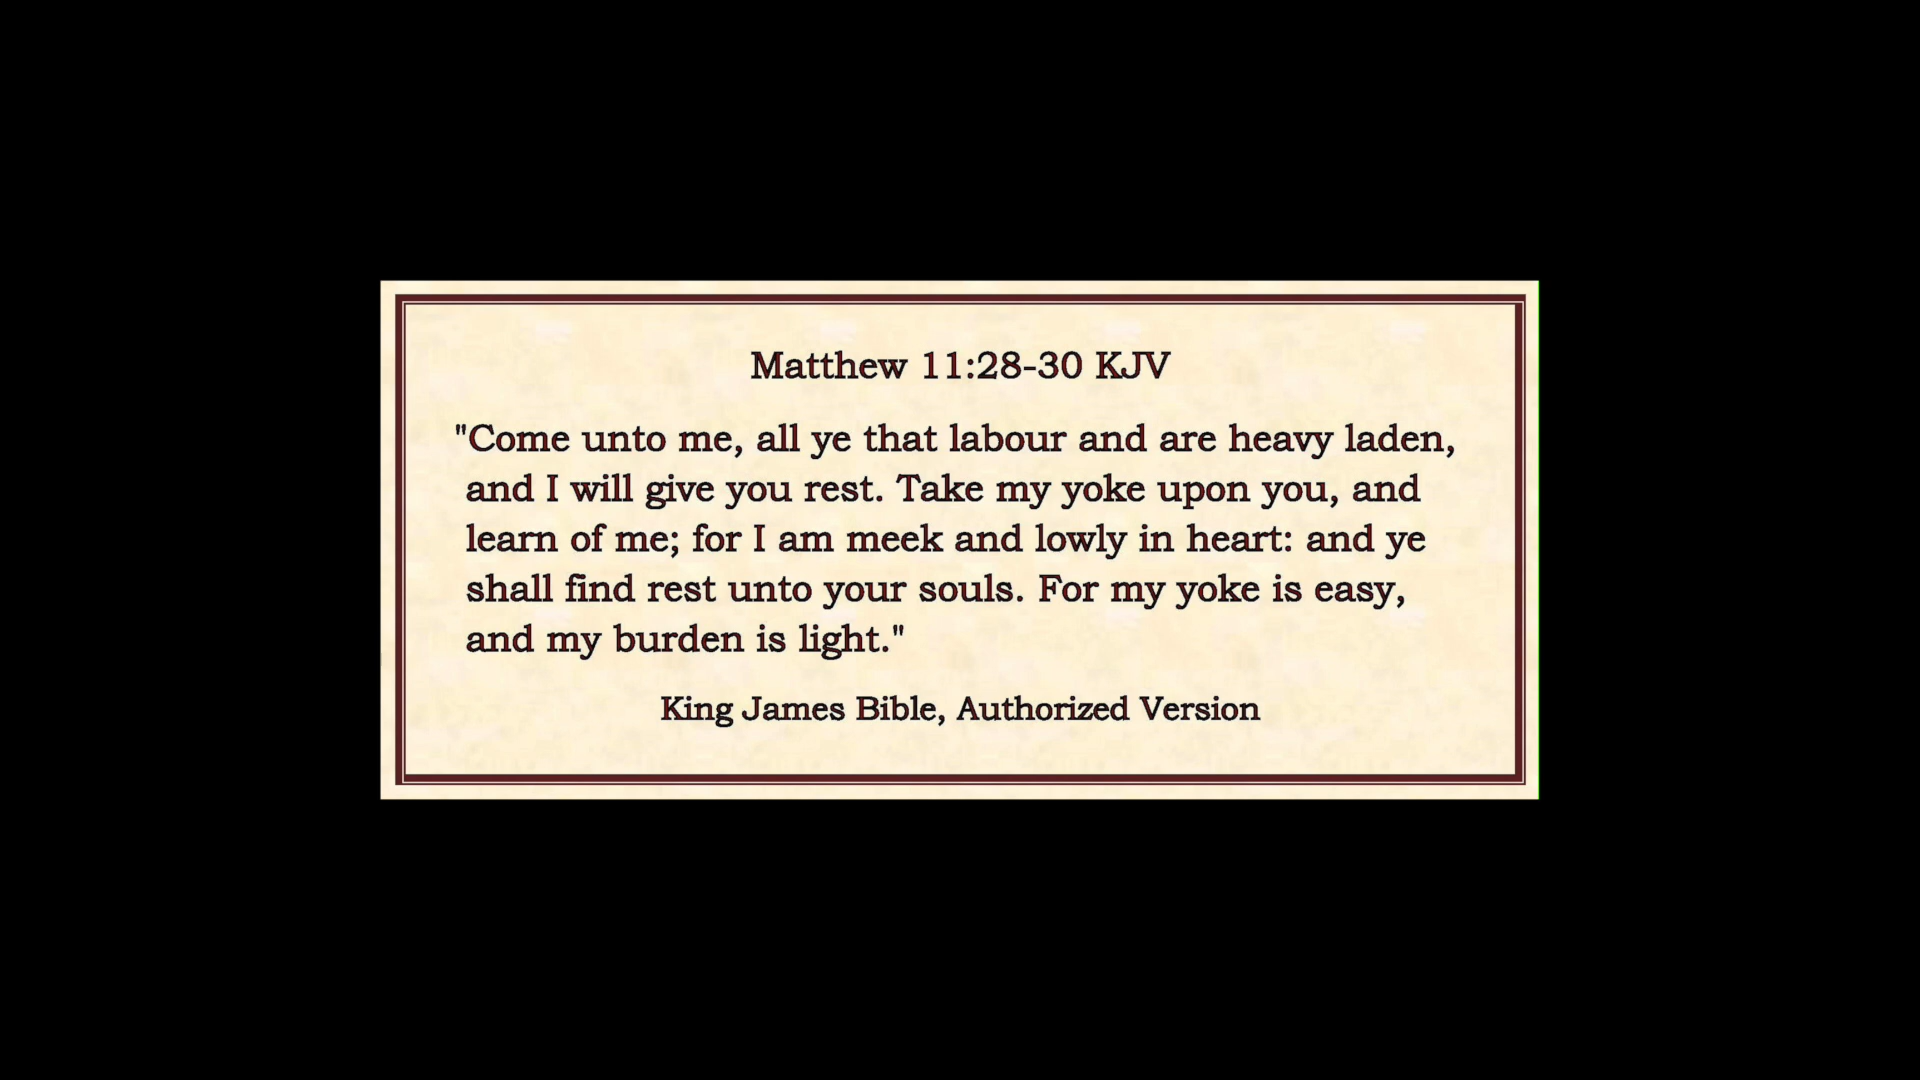 Matthew 11:28-30 KJV
"Come unto me, all ye that labour and are heavy laden,
and I will give you rest. Take my yoke upon you, and
learn of me; for I am meek and lowly in heart: and ye
shall find rest unto your souls. For my yoke is easy,
and my burden is light."
King James Bible, Authorized Version